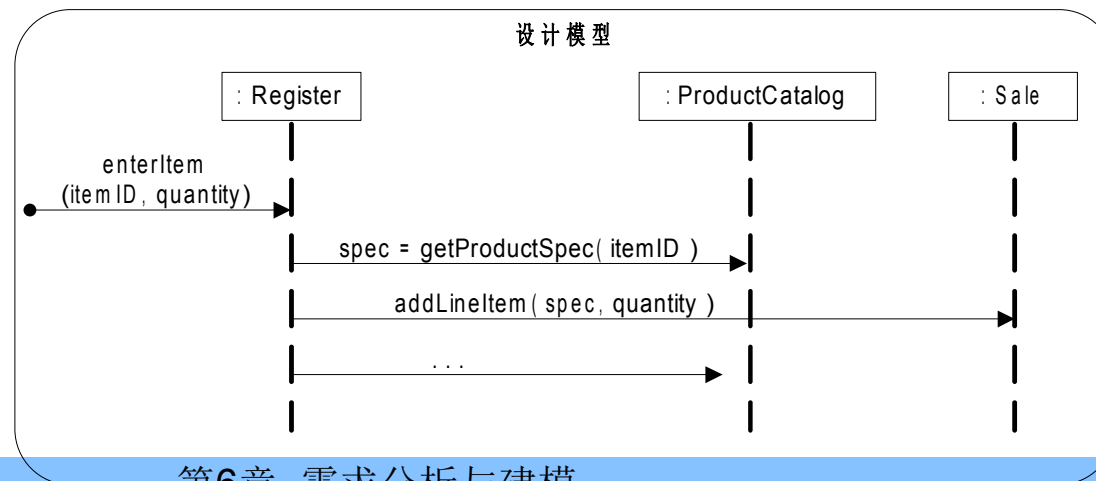 设计模型
: Register
: ProductCatalog
: Sale
enterItem
(itemID, quantity)
spec = getProductSpec( itemID )
addLineItem( spec, quantity )
. . .
第6章 需求分析与建模